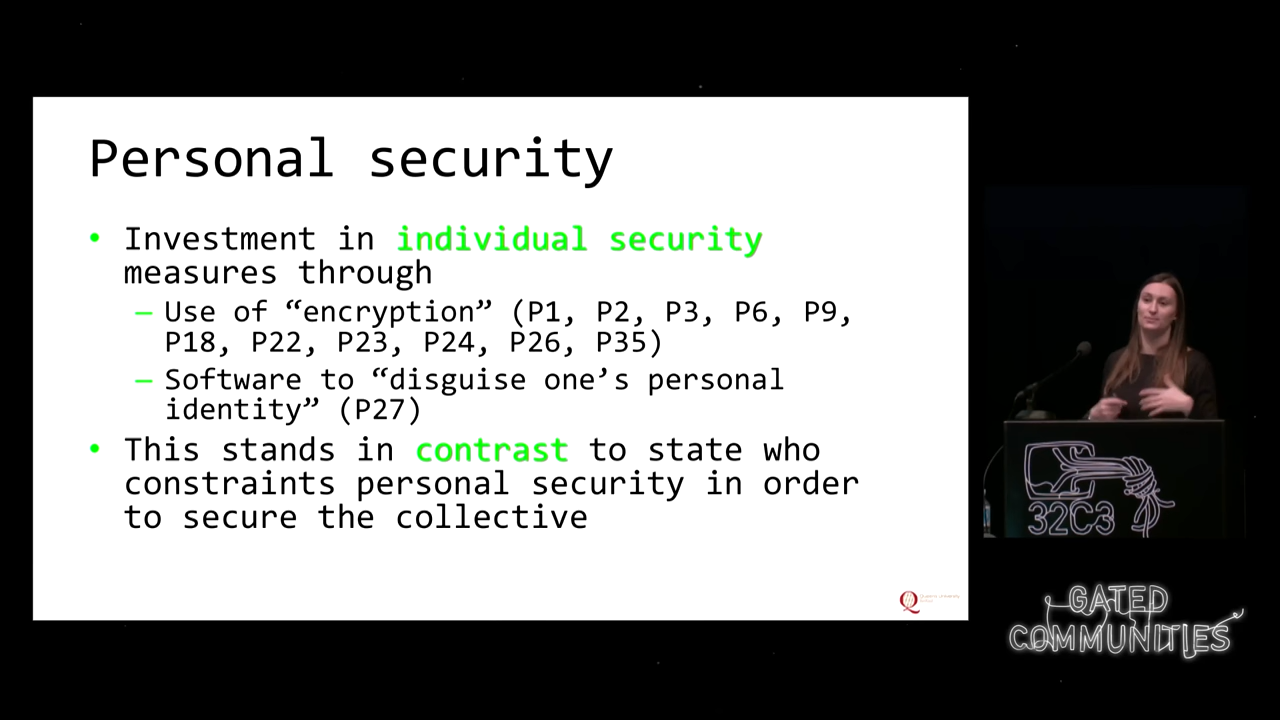 Personal security
• Investment in individual security
measures through
– Use of “encryption” (P1, P2, P3, P6, P9,
P18, P22, P23, P24, P26, P35)
– Software to “disguise one’s personal
identity” (P27)
• This stands in contrast to state who
constraints personal security in order
to secure the collective
32C3
GATED
COMMUNITIES